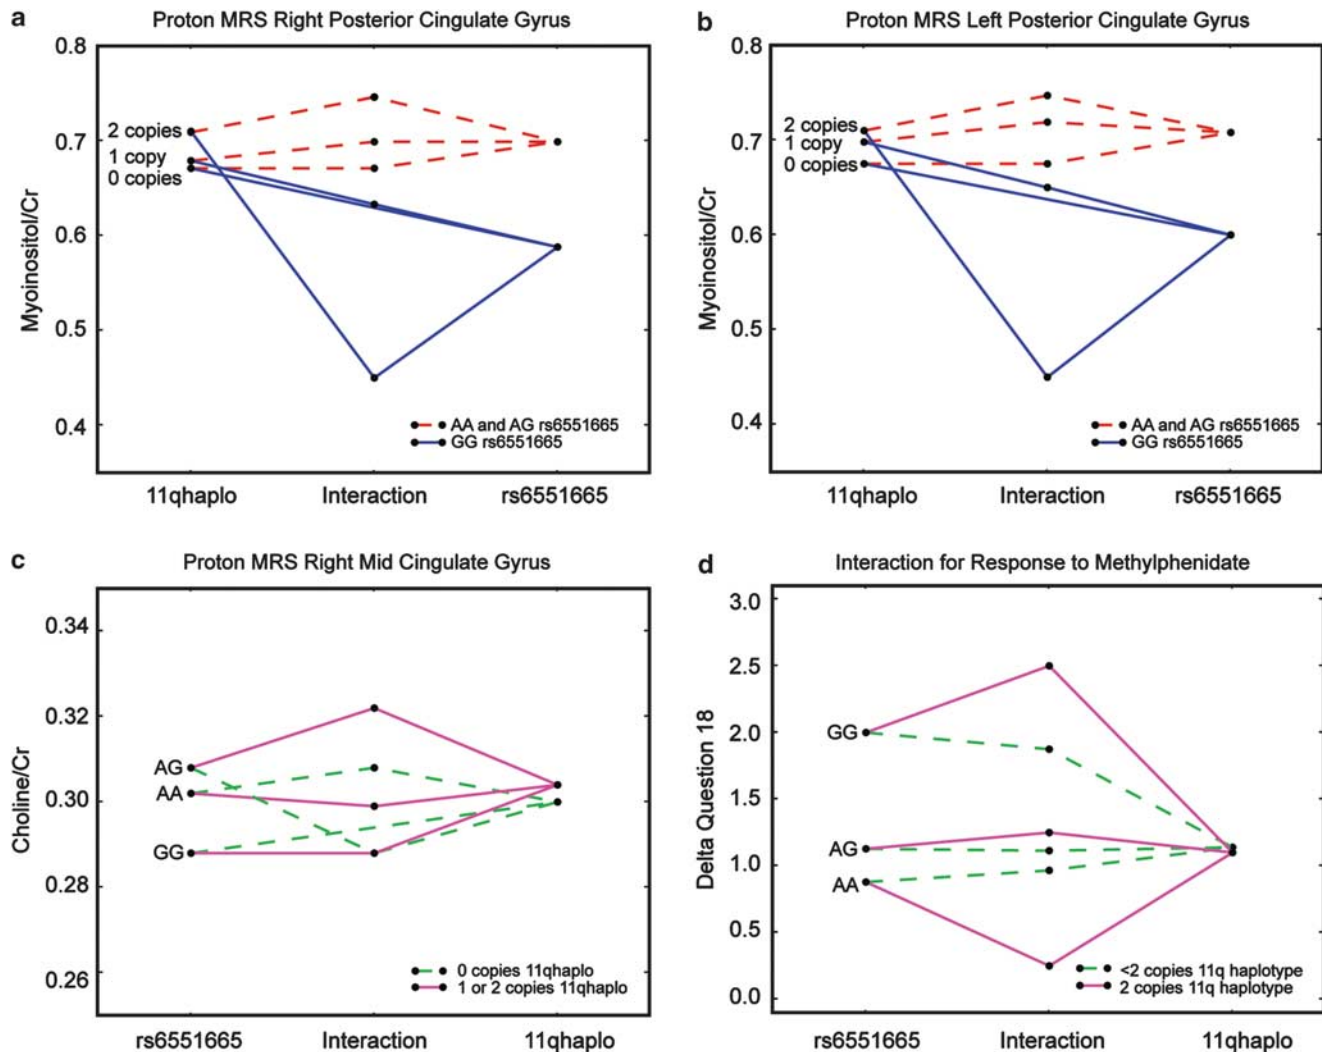 a
Proton MRS Right Posterior Cingulate Gyrus
0.8
0.7
0.6
0.5
0.4
Myoinositol/Cr
2 copies
1 copy
0 copies
AA and AG rs6551665
GG rs6551665
11qhaplo Interaction rs6551665
b
Proton MRS Left Posterior Cingulate Gyrus
0.8
0.7
0.6
0.5
0.4
Myoinositol/Cr
2 copies
1 copy
0 copies
AA and AG rs6551665
GG rs6551665
11qhaplo Interaction rs6551665
c
Proton MRS Right Mid Cingulate Gyrus
0.34
0.32
0.30
0.28
0.26
Choline/Cr
AG
AA
GG
0 copies 11qhaplo
1 or 2 copies 11qhaplo
rs6551665 Interaction 11qhaplo
d
Interaction for Response to Methylphenidate
3.0
2.5
2.0
1.5
1.0
0.5
0.0
Delta Question 18
GG
AG
AA
<2 copies 11q haplotype
2 copies 11q haplotype
rs6551665 Interaction 11qhaplo